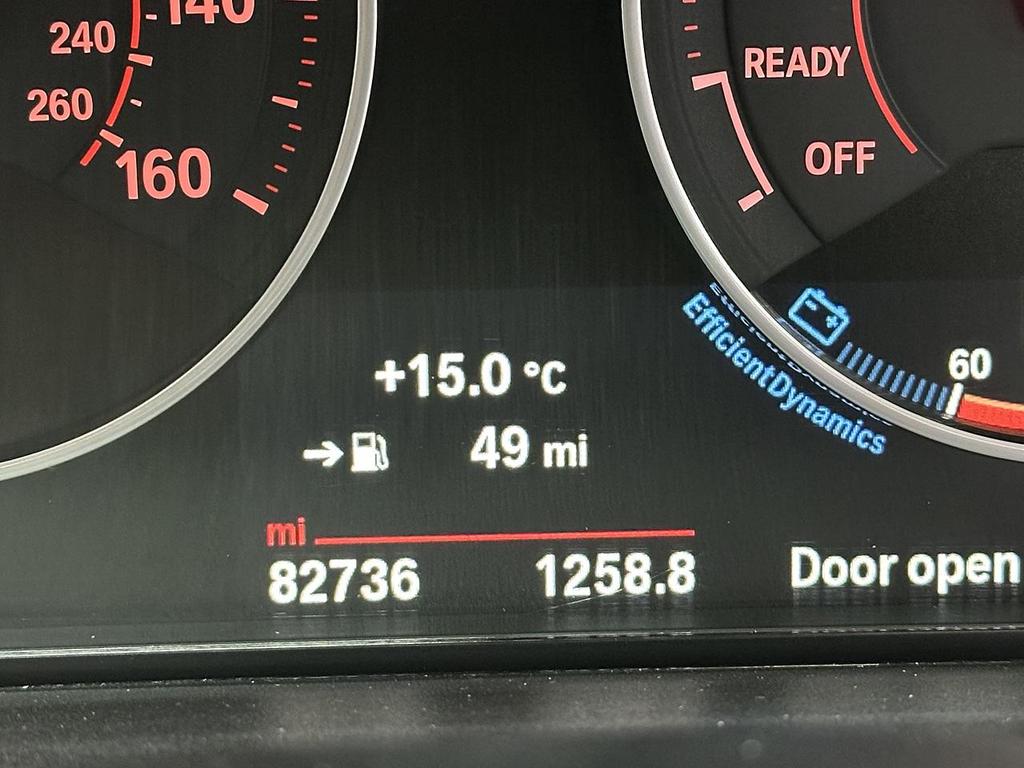 140
240
260
160
READY
OFF
EfficientDynamics
60
+15.0 °C
49 mi
mi
82736 1258.8
Door open